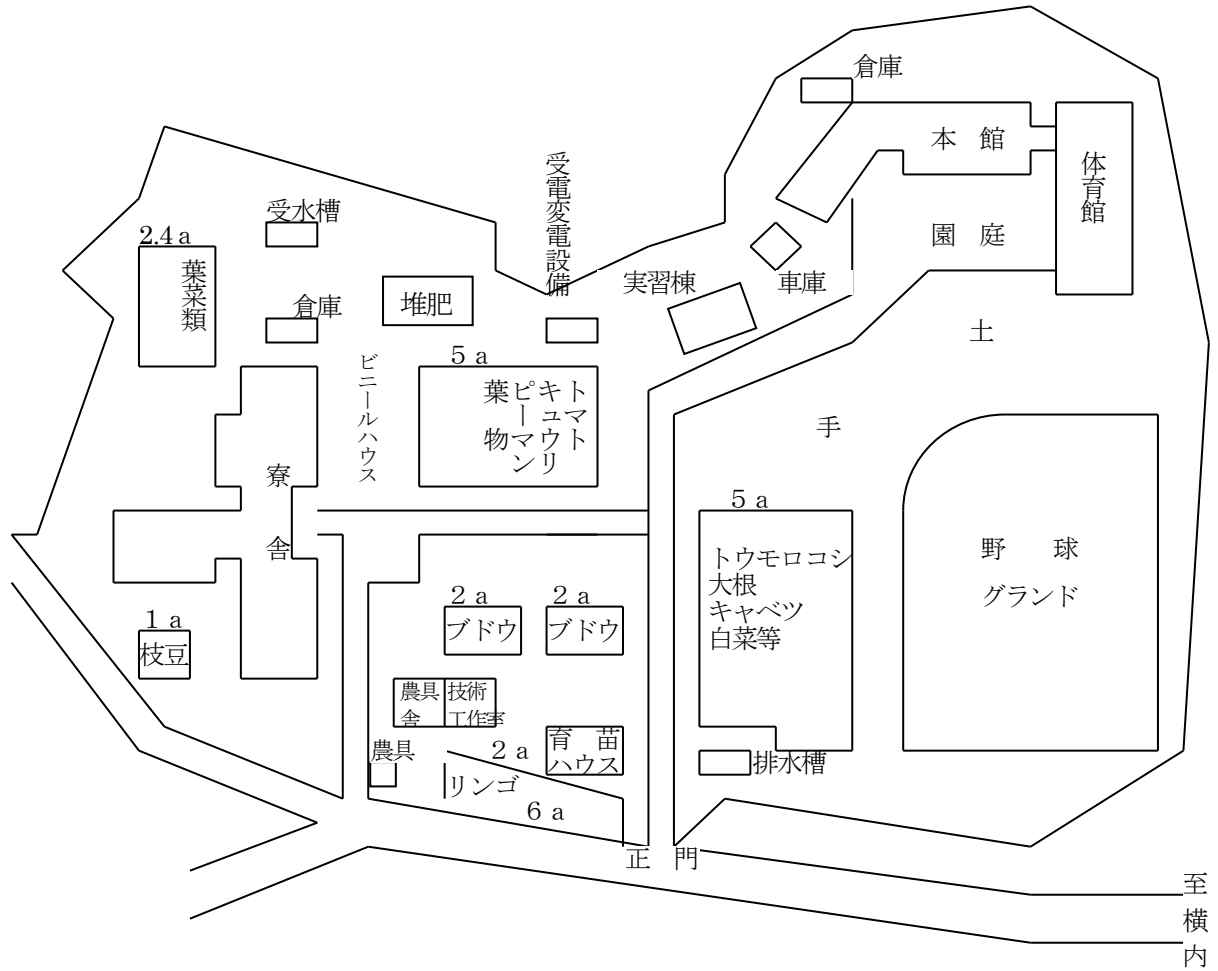 倉庫
本　館
体育館
受電変電設備
受水槽
2.4a
葉菜類
園　庭
実習棟
車庫
倉庫
堆肥
土
手
ビニールハウス
5a
トマト
キュウリ
ピーマン
葉　物
寮
舎
5a
トウモロコシ
大根
キャベツ
白菜等
野　球
グランド
2a
ブドウ
2a
ブドウ
1a
枝豆
農具
舎
技術
工作室
農具
2a
育　苗
ハウス
リンゴ
6a
排水槽
正　門
至横内